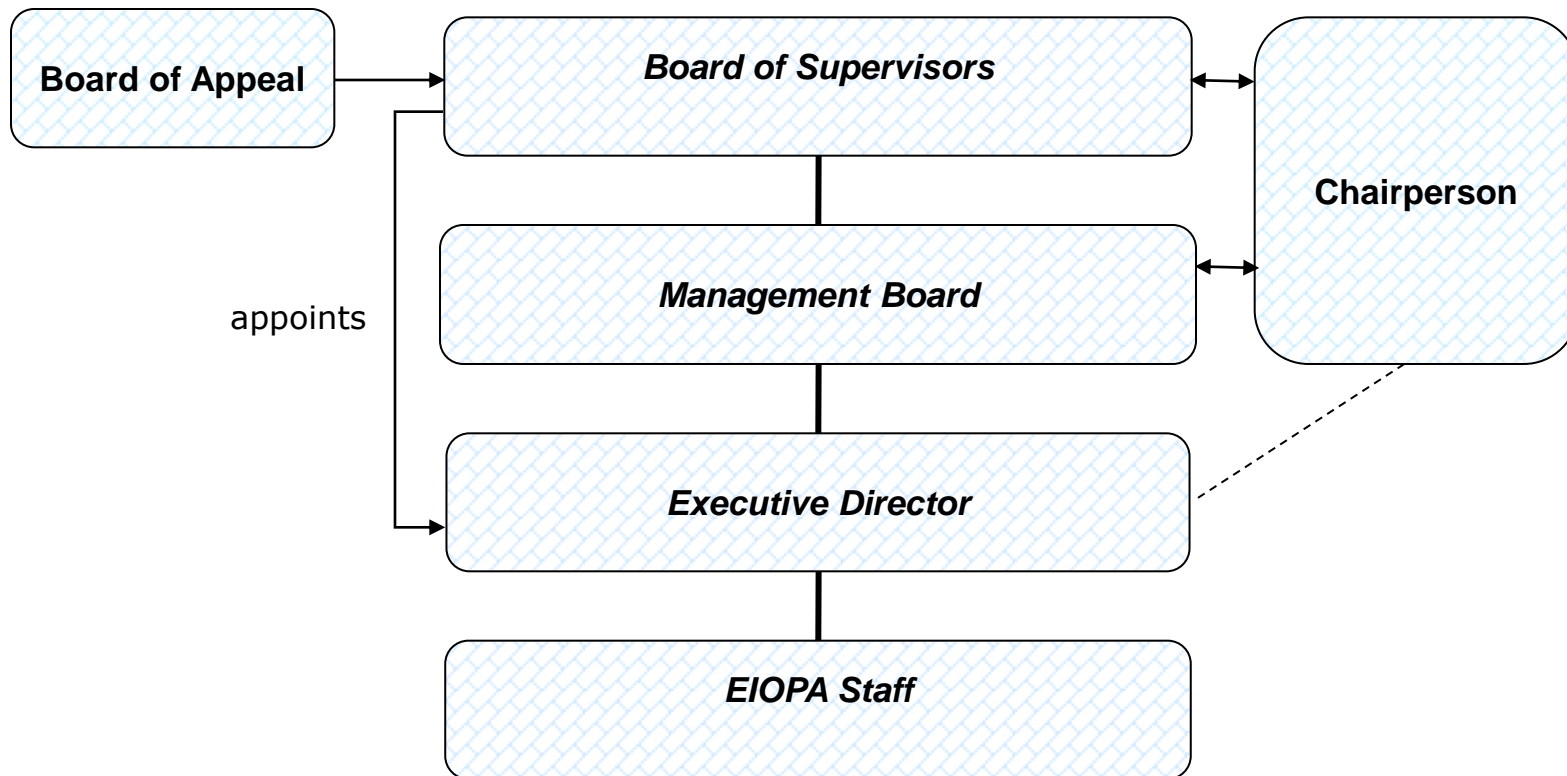 Board of Appeal
Board of Supervisors
Chairperson
Management Board
appoints
Executive Director
EIOPA Staff